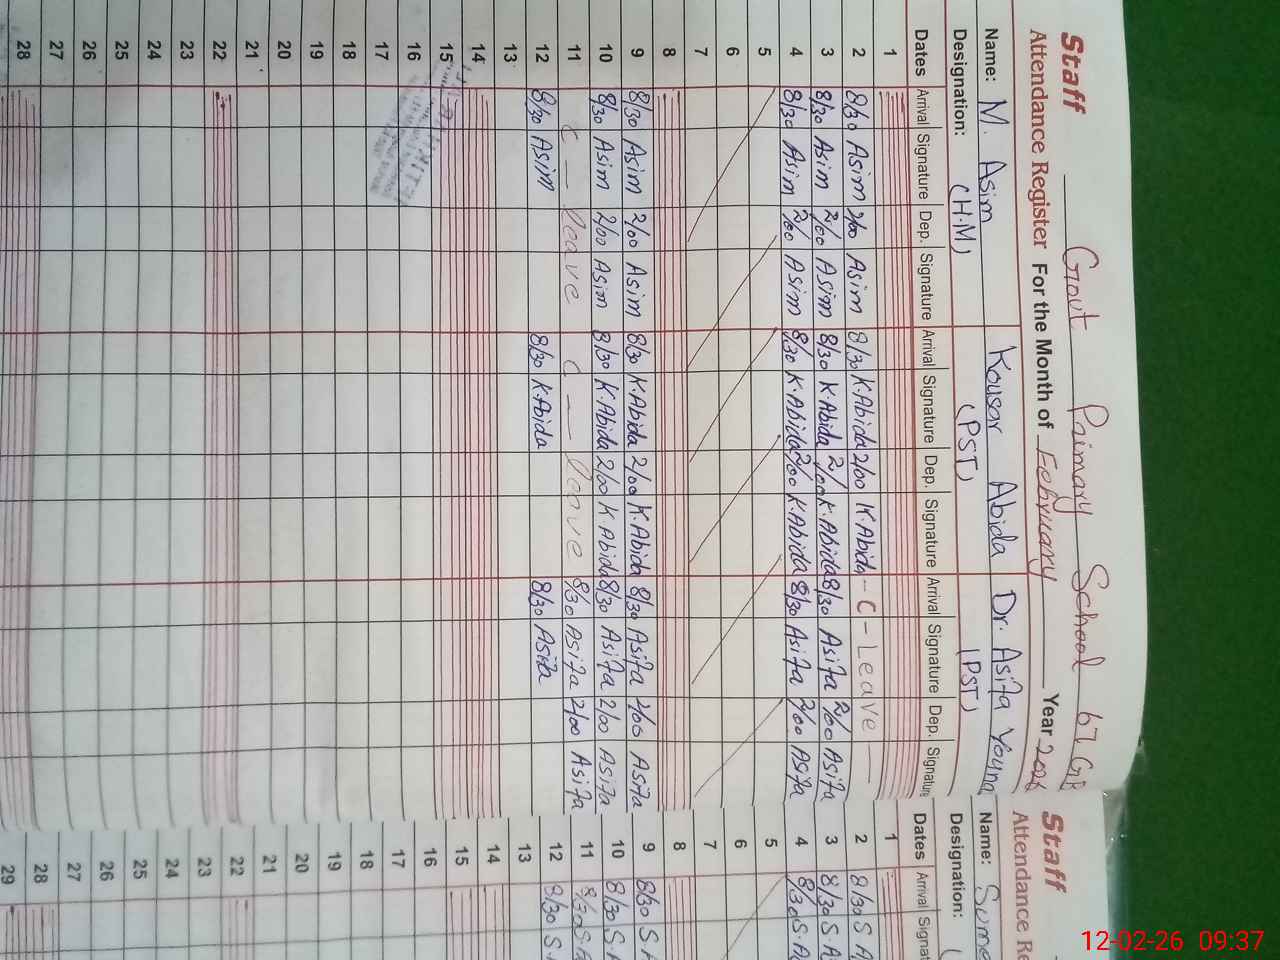 Staff Govt Primary School 67 GB
Attendance Register For the Month of February Year 2026
Name: M. Asim Kousar Abida Dr. Asifa Youna
Designation: (H.M) (PST) (PST)
Dates Arrival Signature Dep. Signature Arrival Signature Dep. Signature Arrival Signature Dep. Signature
1
2 8/30 Asim 2/00 Asim 8/30 K.Abida 2/00 K.Abida - C - Leave
3 8/30 Asim 2/00 Asim 8/30 K.Abida 2/00 K.Abida 8/30 Asifa 2/00 Asifa
4 8/30 Asim 2/00 Asim 8/30 K.Abida 2/00 K.Abida 8/30 Asifa 2/00 Asifa
5
6
7
8
9 8/30 Asim 2/00 Asim 8/30 K.Abida 2/00 K.Abida 8/30 Asifa 2/00 Asifa
10 8/30 Asim 2/00 Asim 8/30 K.Abida 2/00 K.Abida 8/30 Asifa 2/00 Asifa
11 C - leave C - leave 8/30 Asifa 2/00 Asifa
12 8/30 Asim 8/30 K.Abida 8/30 Asifa
13
14
15
16
17
18
19
20
21
22
23
24
25
26
27
28
Staff
Attendance Re
Name: Sume
Designation: (
Dates Arrival Signat
1
2 8/30 S A
3 8/30 S.A
4 8/30 S.A
5
6
7
8
9 8/30 S.
10 8/30 S.
11 8/30 S.A
12 8/30 S.
13
14
15
16
17
18
19
20
21
22
23
24
25
26
27
28
29
12-02-26 09:37